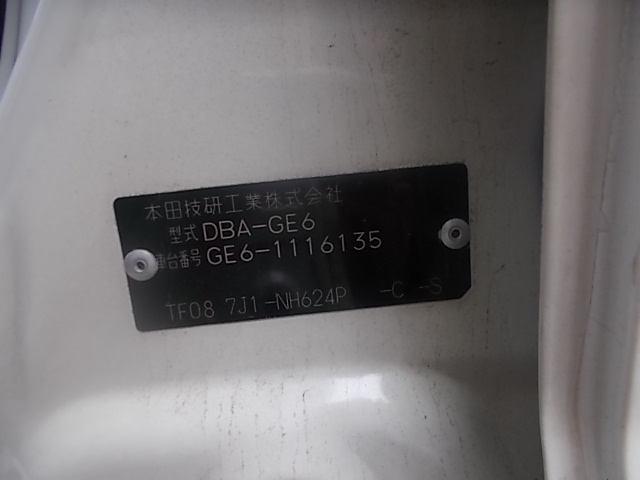 本田技研工業株式会社
型式 DBA-GE6
車台番号 GE6-1116135
TF08 7J1-NH624P -C -S